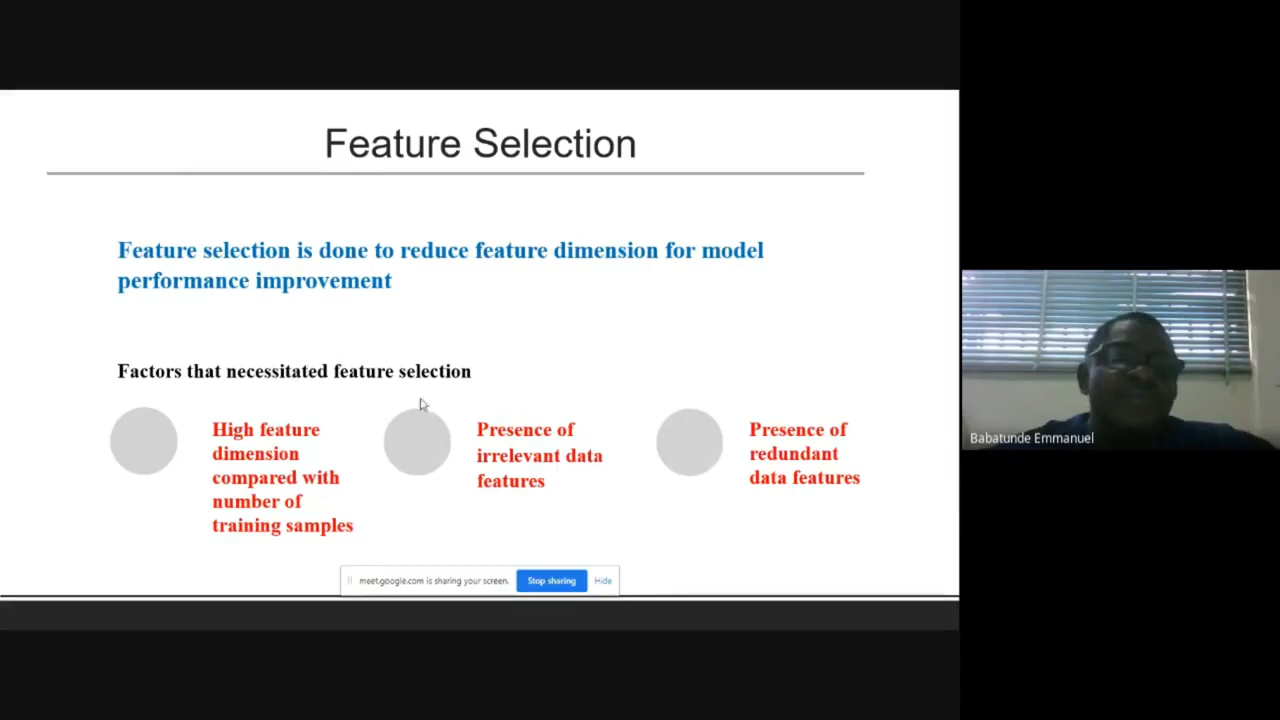 Feature Selection
Feature selection is done to reduce feature dimension for model
performance improvement
Factors that necessitated feature selection
High feature
dimension
compared with
number of
training samples
Presence of
irrelevant data
features
Presence of
redundant
data features
meet.google.com is sharing your screen.
Stop sharing
Hide
Babatunde Emmanuel